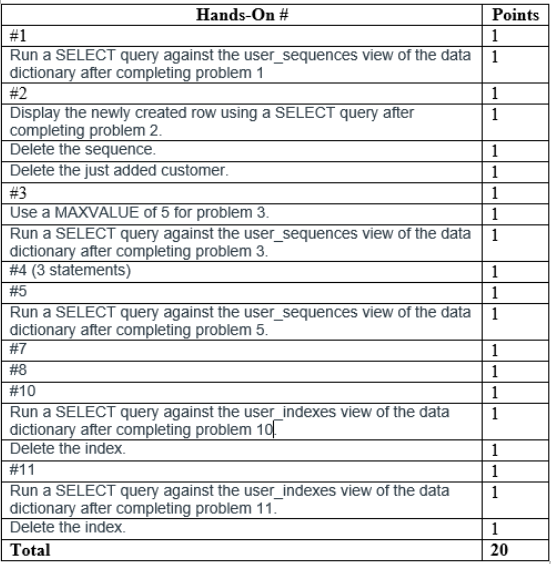 Hands-On # Points
#1 1
Run a SELECT query against the user_sequences view of the data 1
dictionary after completing problem 1
#2 1
Display the newly created row using a SELECT query after 1
completing problem 2.
Delete the sequence. 1
Delete the just added customer. 1
#3 1
Use a MAXVALUE of 5 for problem 3. 1
Run a SELECT query against the user_sequences view of the data 1
dictionary after completing problem 3.
#4 (3 statements) 1
#5 1
Run a SELECT query against the user_sequences view of the data 1
dictionary after completing problem 5.
#7 1
#8 1
#10 1
Run a SELECT query against the user_indexes view of the data 1
dictionary after completing problem 10.
Delete the index. 1
#11 1
Run a SELECT query against the user_indexes view of the data 1
dictionary after completing problem 11.
Delete the index. 1
Total 20